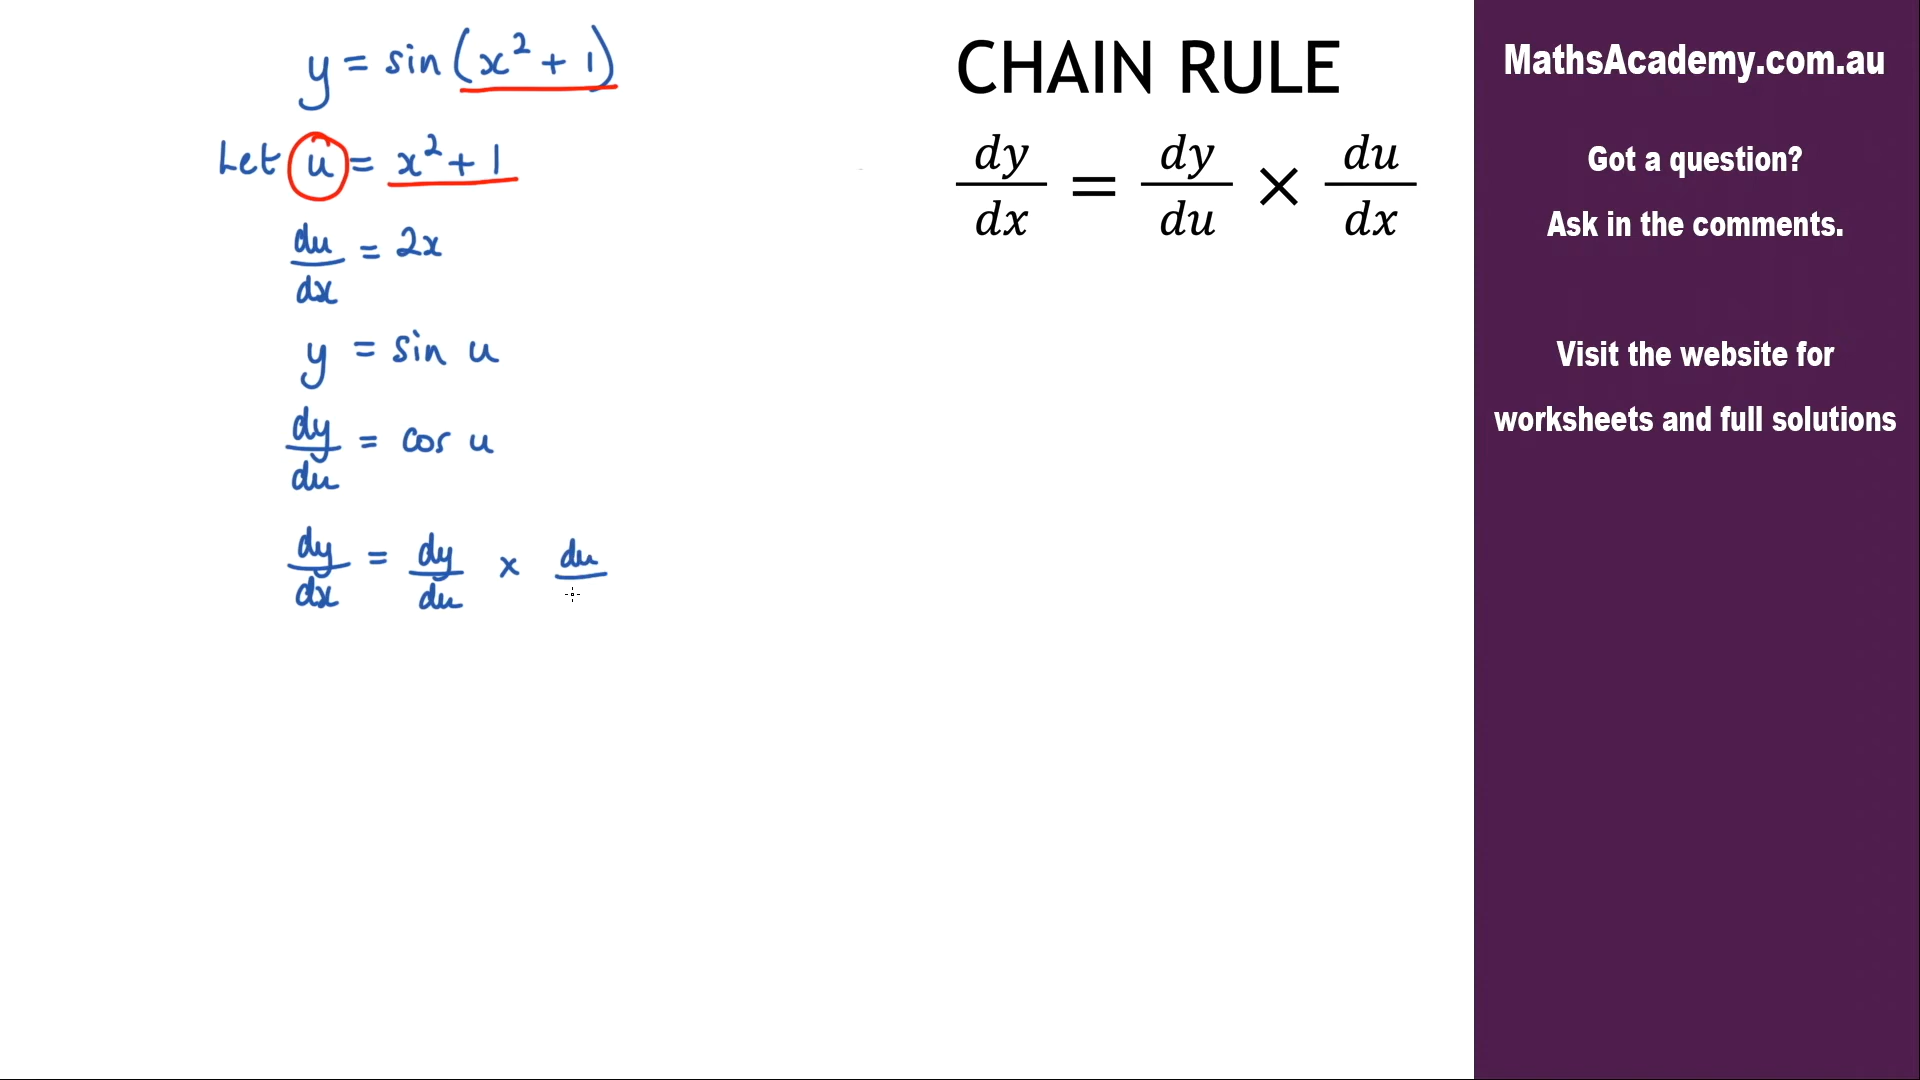 y = sin (x² + 1)
Let u = x² + 1
du/dx = 2x
y = sin u
dy/du = cos u
dy/dx = dy/du × du/
CHAIN RULE
dy/dx = dy/du × du/dx
MathsAcademy.com.au
Got a question?
Ask in the comments.
Visit the website for
worksheets and full solutions